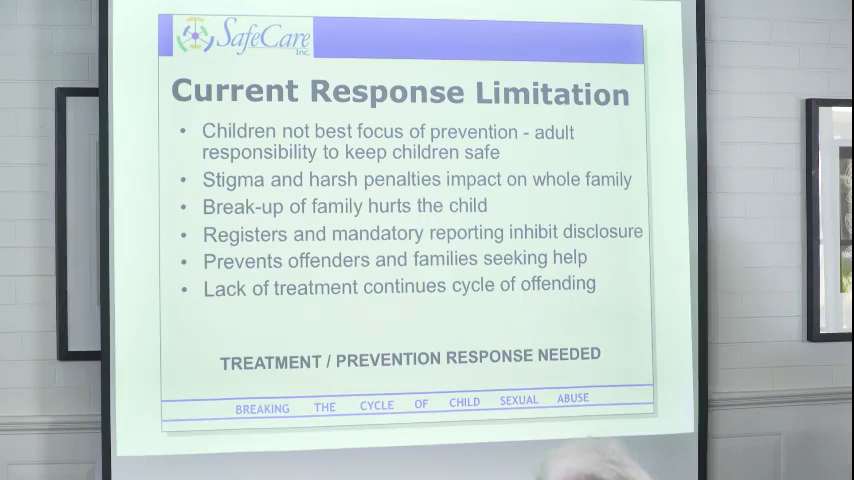 SafeCare
Inc.
Current Response Limitation
• Children not best focus of prevention - adult
responsibility to keep children safe
• Stigma and harsh penalties impact on whole family
• Break-up of family hurts the child
• Registers and mandatory reporting inhibit disclosure
• Prevents offenders and families seeking help
• Lack of treatment continues cycle of offending
TREATMENT / PREVENTION RESPONSE NEEDED
BREAKING THE CYCLE OF CHILD SEXUAL ABUSE